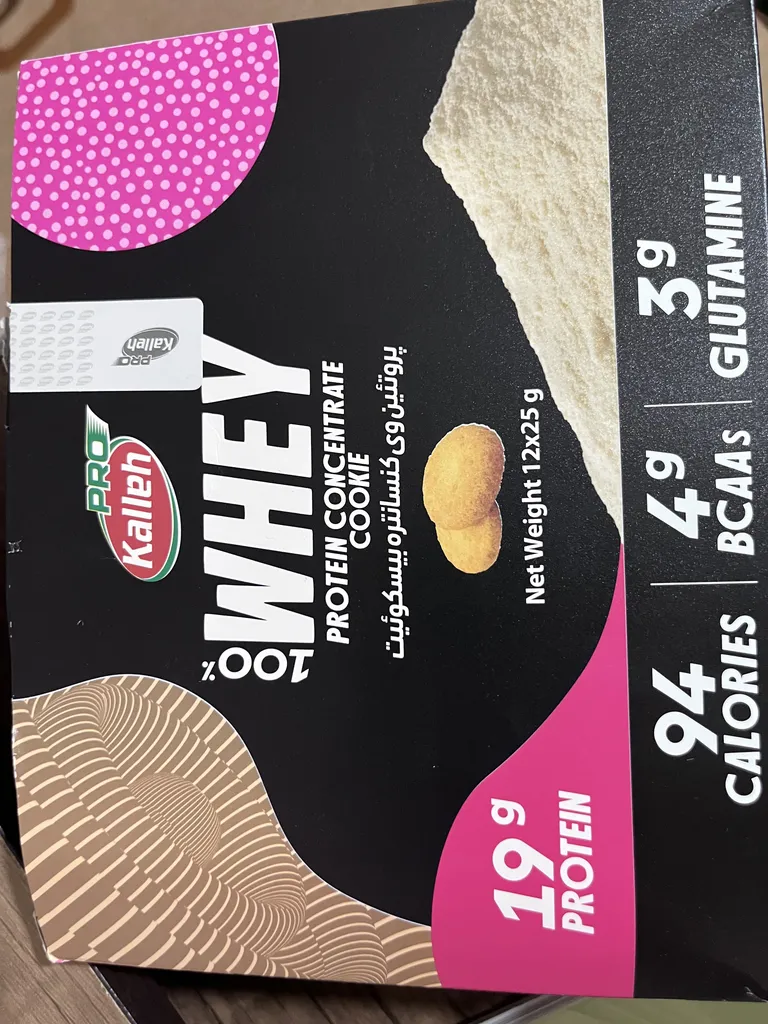 PRO
Kalleh
PRO
Kalleh
100%
WHEY
PROTEIN CONCENTRATE
COOKIE
پروتئین وی کنسانتره بیسکوئیت
Net Weight 12x25 g
19 g
PROTEIN
94
CALORIES
4g
BCAAs
3g
GLUTAMINE